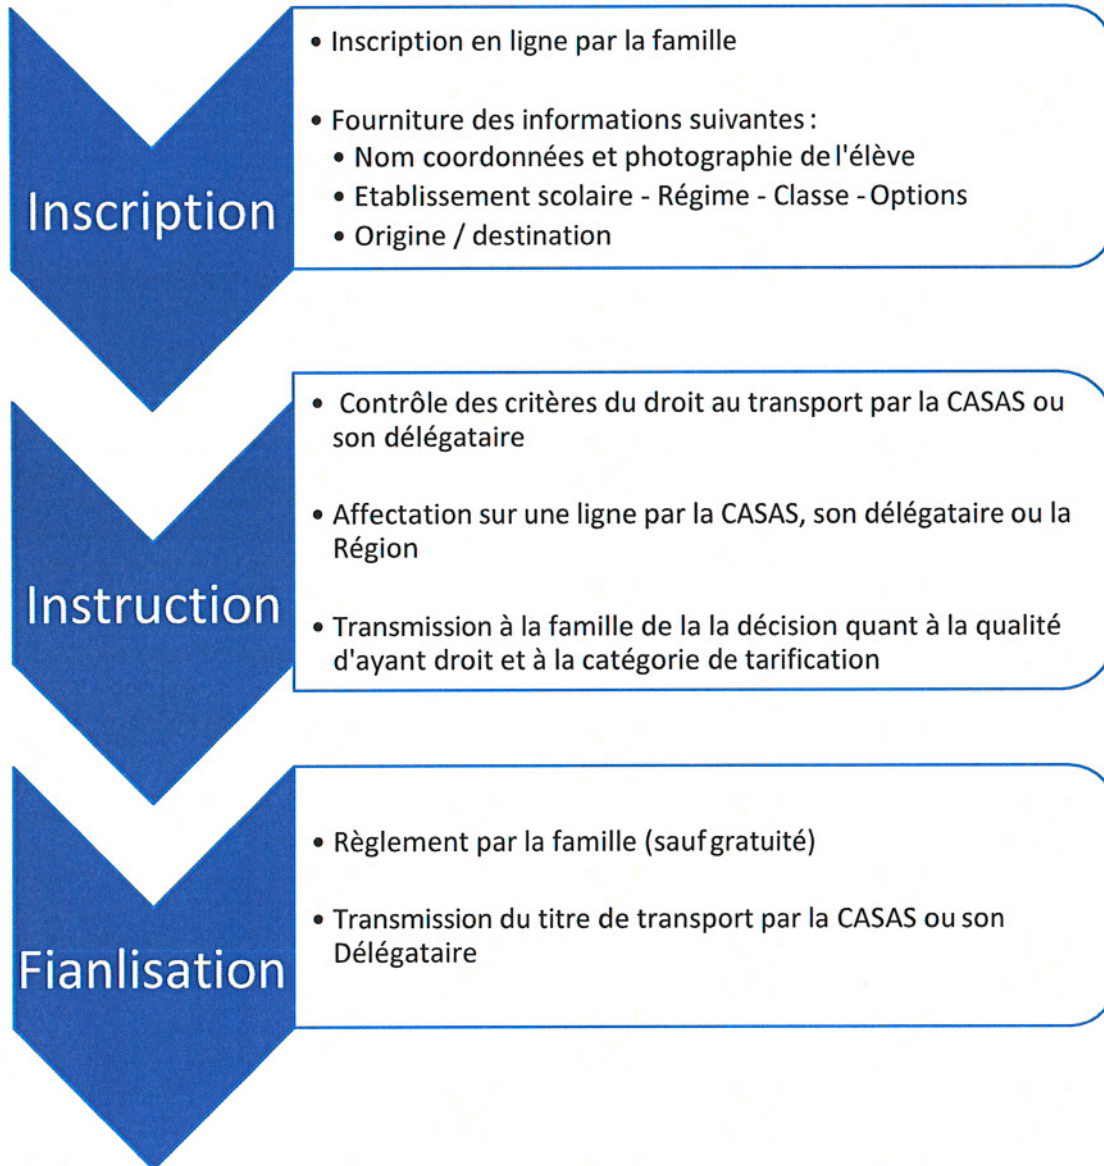 Inscription
• Inscription en ligne par la famille
• Fourniture des informations suivantes :
• Nom coordonnées et photographie de l'élève
• Etablissement scolaire - Régime - Classe - Options
• Origine / destination
Instruction
• Contrôle des critères du droit au transport par la CASAS ou
son délégataire
• Affectation sur une ligne par la CASAS, son délégataire ou la
Région
• Transmission à la famille de la la décision quant à la qualité
d'ayant droit et à la catégorie de tarification
Fianlisation
• Règlement par la famille (sauf gratuité)
• Transmission du titre de transport par la CASAS ou son
Délégataire